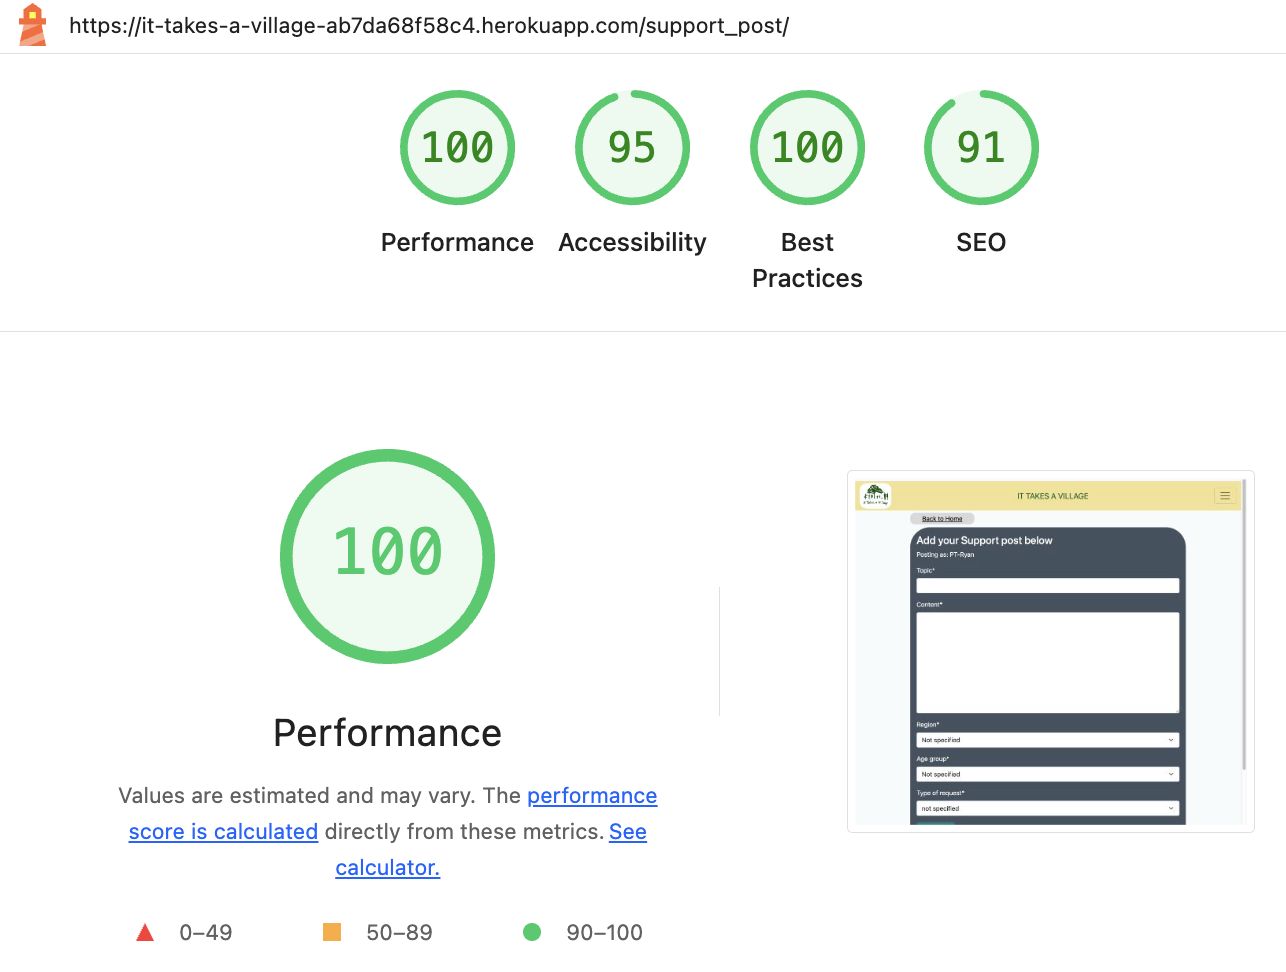 https://it-takes-a-village-ab7da68f58c4.herokuapp.com/support_post/
100
95
100
91
Performance
Accessibility
Best
Practices
SEO
100
Performance
Values are estimated and may vary. The performance
score is calculated directly from these metrics. See
calculator.
0–49
50–89
90–100
IT TAKES A VILLAGE
Back to Home
Add your Support post below
Posting as: PT-Ryan
Topic*
Content*
Region*
Not specified
Age group*
Not specified
Type of request*
not specified